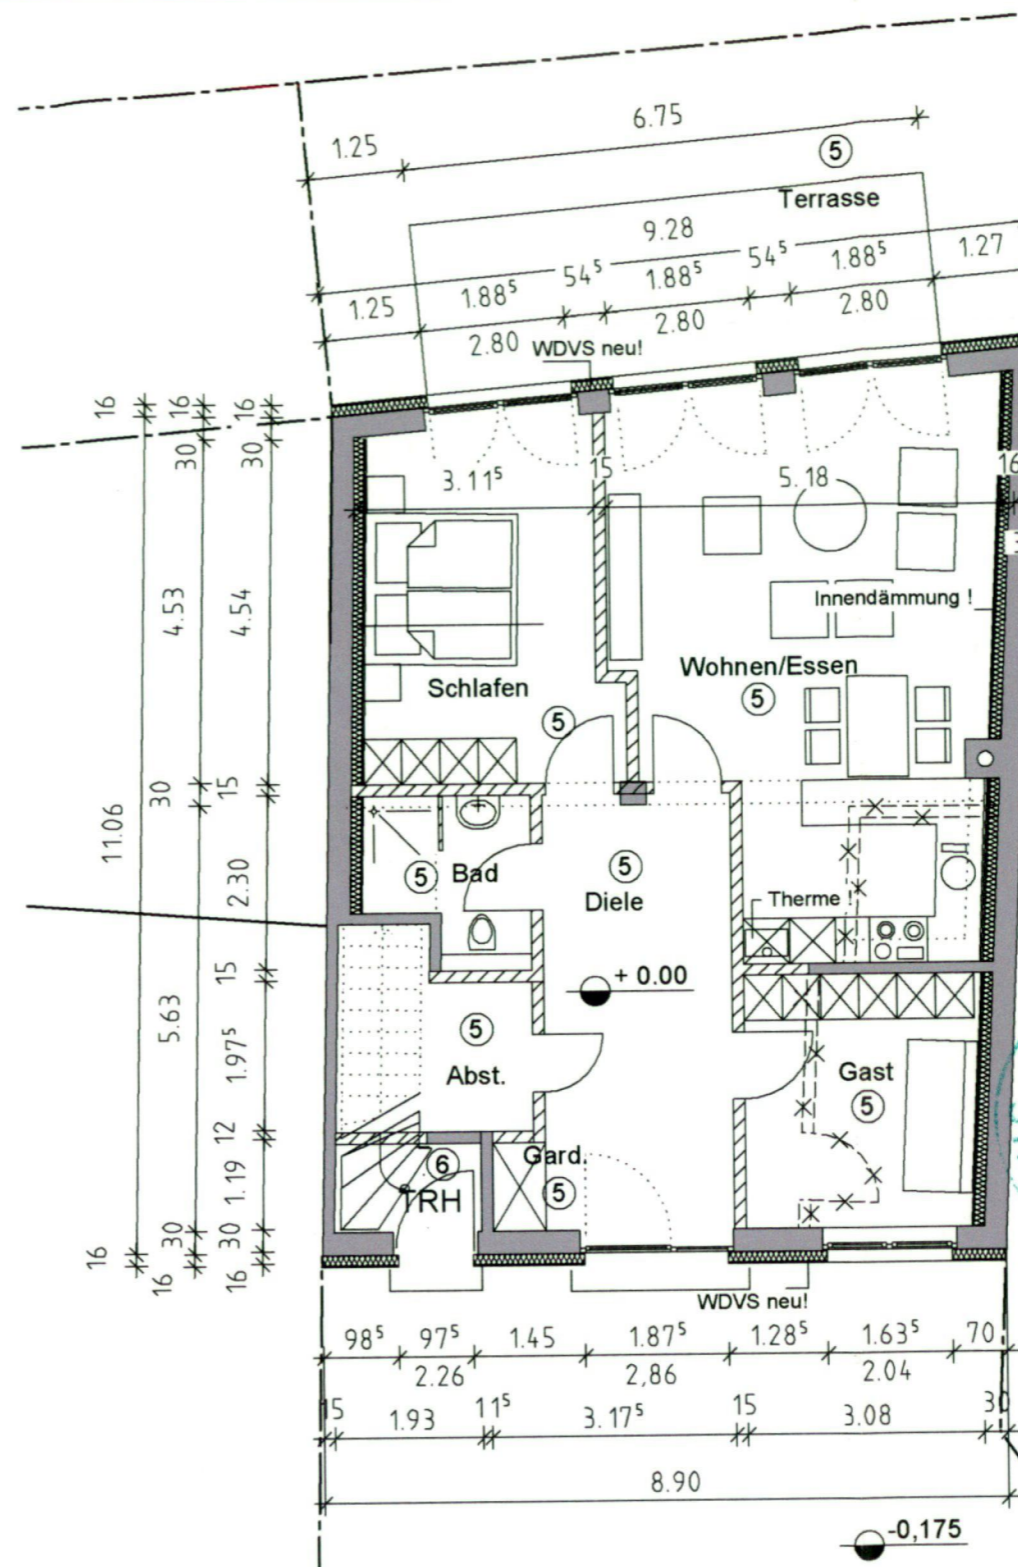 6.75
1.25
5
Terrasse
9.28
1.88⁵ 54⁵ 1.88⁵ 54⁵ 1.88⁵ 1.27
1.25
2.80 2.80 2.80
WDVS neu!
16 16 16
30 30
3.11⁵ 15 5.18 16
4.53 4.54
Innendämmung !
Schlafen
5
Wohnen/Essen
5
30 15
11.06
2.30
5 Bad
5
Diele
Therme
+ 0.00
15
5.63
1.97⁵
5
Abst.
Gast
5
12
1.19
6
TRH
Gard.
5
30 30
16 16 16
WDVS neu!
98⁵ 97⁵ 1.45 1.87⁵ 1.28⁵ 1.63⁵ 70
2.26 2,86 2.04
15 1.93 11⁵ 3.17⁵ 15 3.08 30
8.90
-0,175